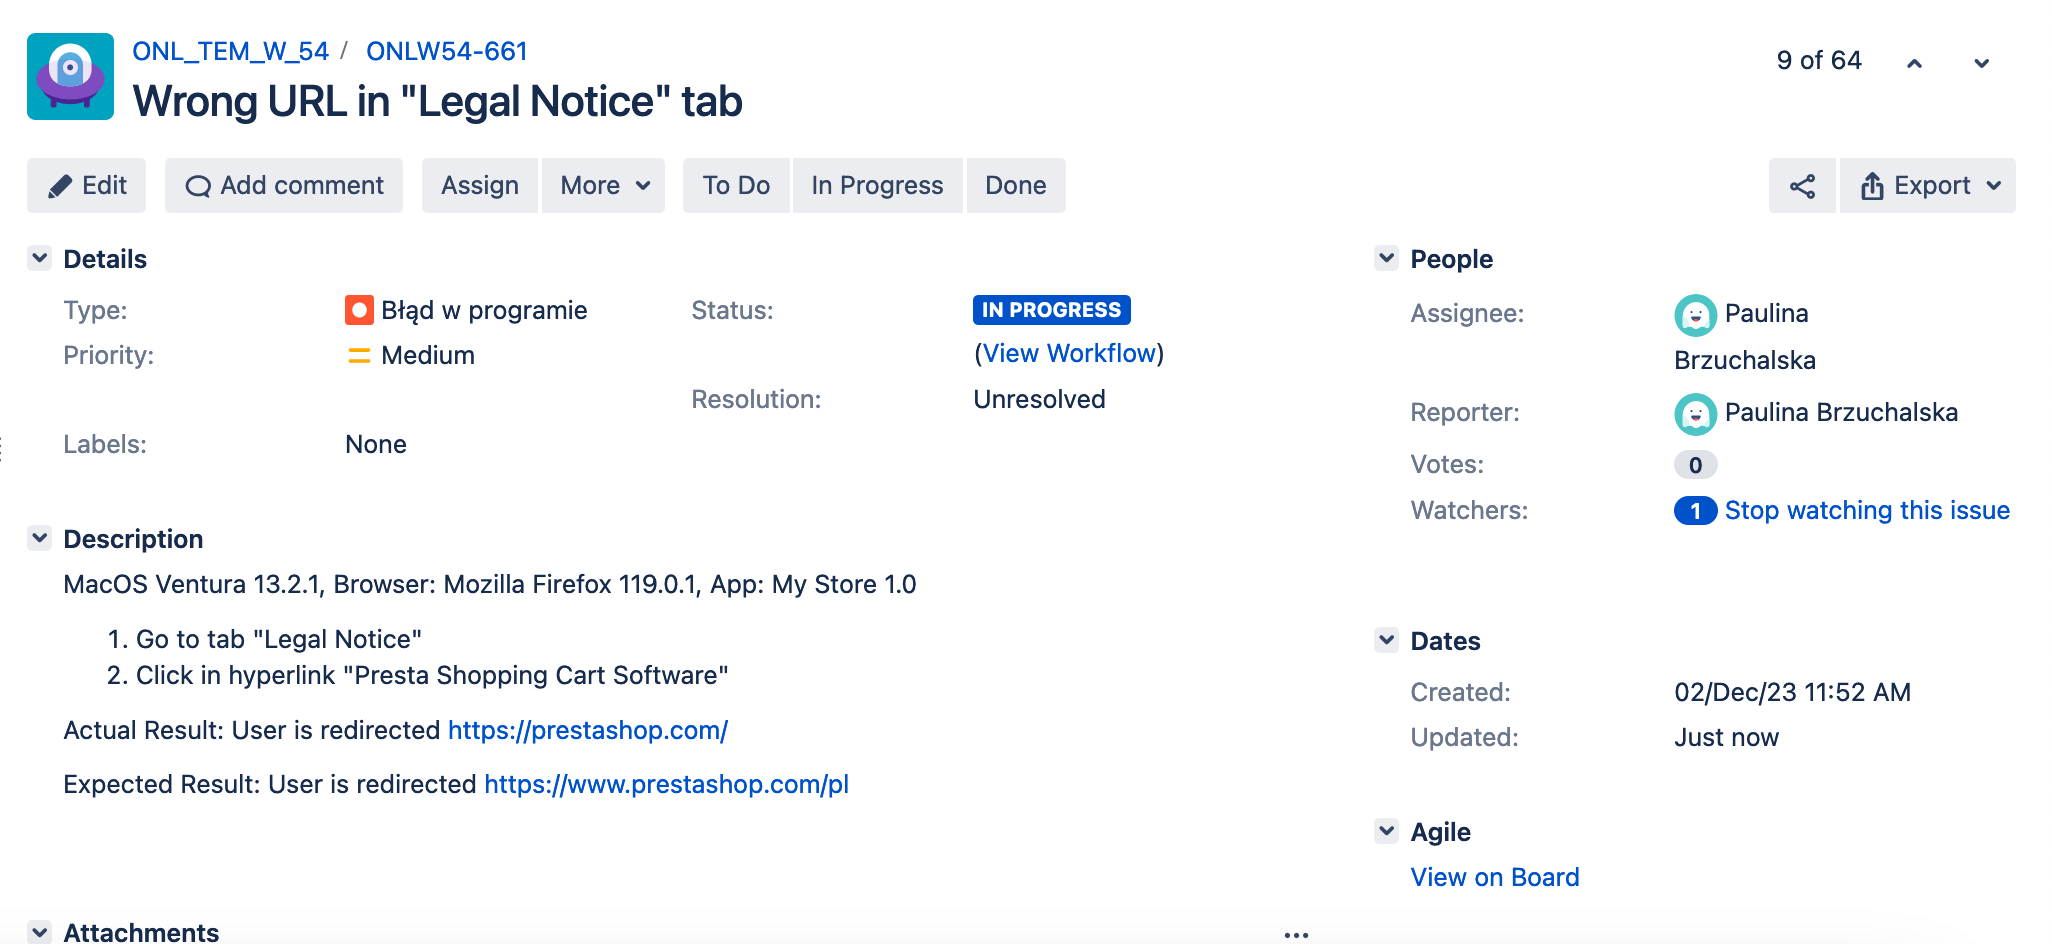 ONL_TEM_W_54 / ONLW54-661
Wrong URL in "Legal Notice" tab
9 of 64
Edit
Add comment
Assign
More
To Do
In Progress
Done
Export
Details
Type:
Błąd w programie
Priority:
Medium
Labels:
None
Status:
IN PROGRESS
(View Workflow)
Resolution:
Unresolved
Description
MacOS Ventura 13.2.1, Browser: Mozilla Firefox 119.0.1, App: My Store 1.0
1. Go to tab "Legal Notice"
2. Click in hyperlink "Presta Shopping Cart Software"
Actual Result: User is redirected https://prestashop.com/
Expected Result: User is redirected https://www.prestashop.com/pl
Attachments
...
People
Assignee:
Paulina
Brzuchalska
Reporter:
Paulina Brzuchalska
Votes:
0
Watchers:
1 Stop watching this issue
Dates
Created:
02/Dec/23 11:52 AM
Updated:
Just now
Agile
View on Board